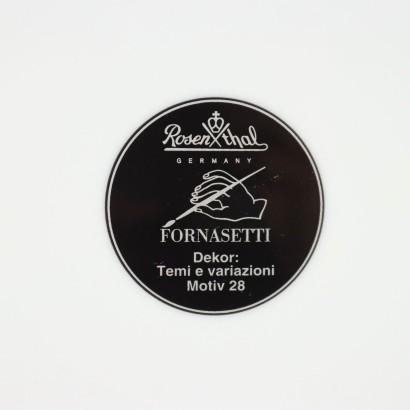 Rosenthal
GERMANY
FORNASETTI
Dekor:
Temi e variazioni
Motiv 28